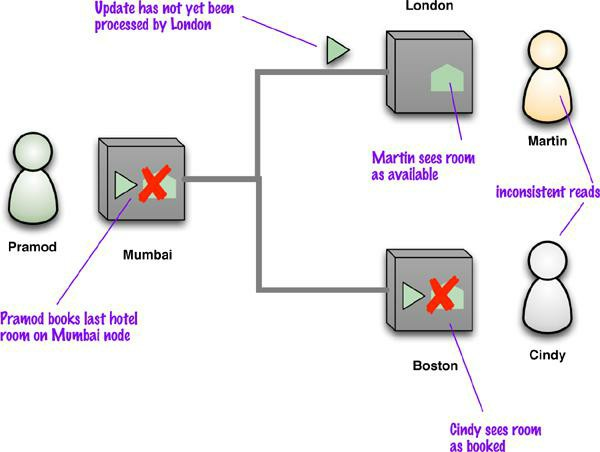 Update has not yet been
processed by London
London
Martin
Martin sees room
as available
inconsistent reads
Pramod
Mumbai
Pramod books last hotel
room on Mumbai node
Boston
Cindy
Cindy sees room
as booked